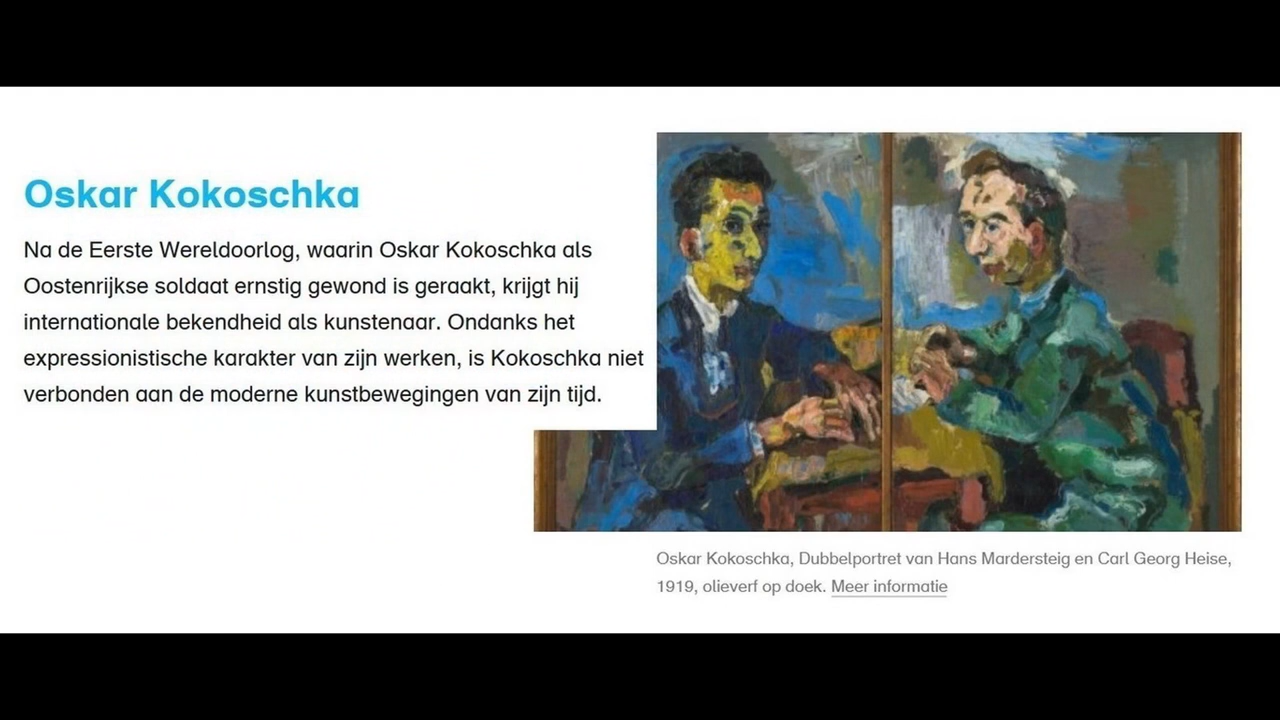 Oskar Kokoschka
Na de Eerste Wereldoorlog, waarin Oskar Kokoschka als
Oostenrijkse soldaat ernstig gewond is geraakt, krijgt hij
internationale bekendheid als kunstenaar. Ondanks het
expressionistische karakter van zijn werken, is Kokoschka niet
verbonden aan de moderne kunstbewegingen van zijn tijd.
Oskar Kokoschka, Dubbelportret van Hans Mardersteig en Carl Georg Heise,
1919, olieverf op doek. Meer informatie